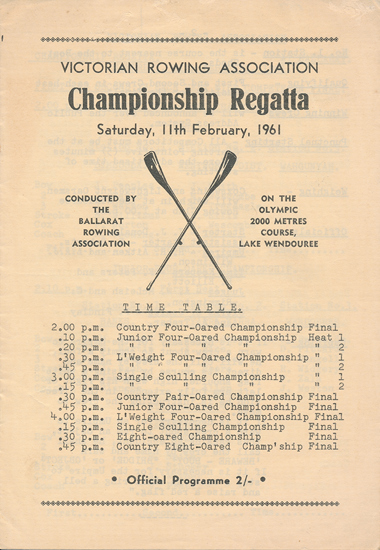 VICTORIAN ROWING ASSOCIATION
Championship Regatta
Saturday, 11th February, 1961
CONDUCTED BY
THE
BALLARAT
ROWING
ASSOCIATION
ON THE
OLYMPIC
2000 METRES
COURSE,
LAKE WENDOUREE
TIME TABLE.
2.00 p.m. Country Four-Oared Championship Final
.10 p.m. Junior Four-Oared Championship Heat 1
.20 p.m. " " " " 2
.30 p.m. L'Weight Four-Oared Championship " 1
.45 p.m. " " " " " 2
3.00 p.m. Single Sculling Championship " 1
.15 p.m. " " " " 2
.30 p.m. Country Pair-Oared Championship Final
.45 p.m. Junior Four-Oared Championship Final
4.00 p.m. L'Weight Four-Oared Championship Final
.15 p.m. Single Sculling Championship Final
.30 p.m. Eight-oared Championship Final
.45 p.m. Country Eight-Oared Champ'ship Final
• Official Programme 2/- •